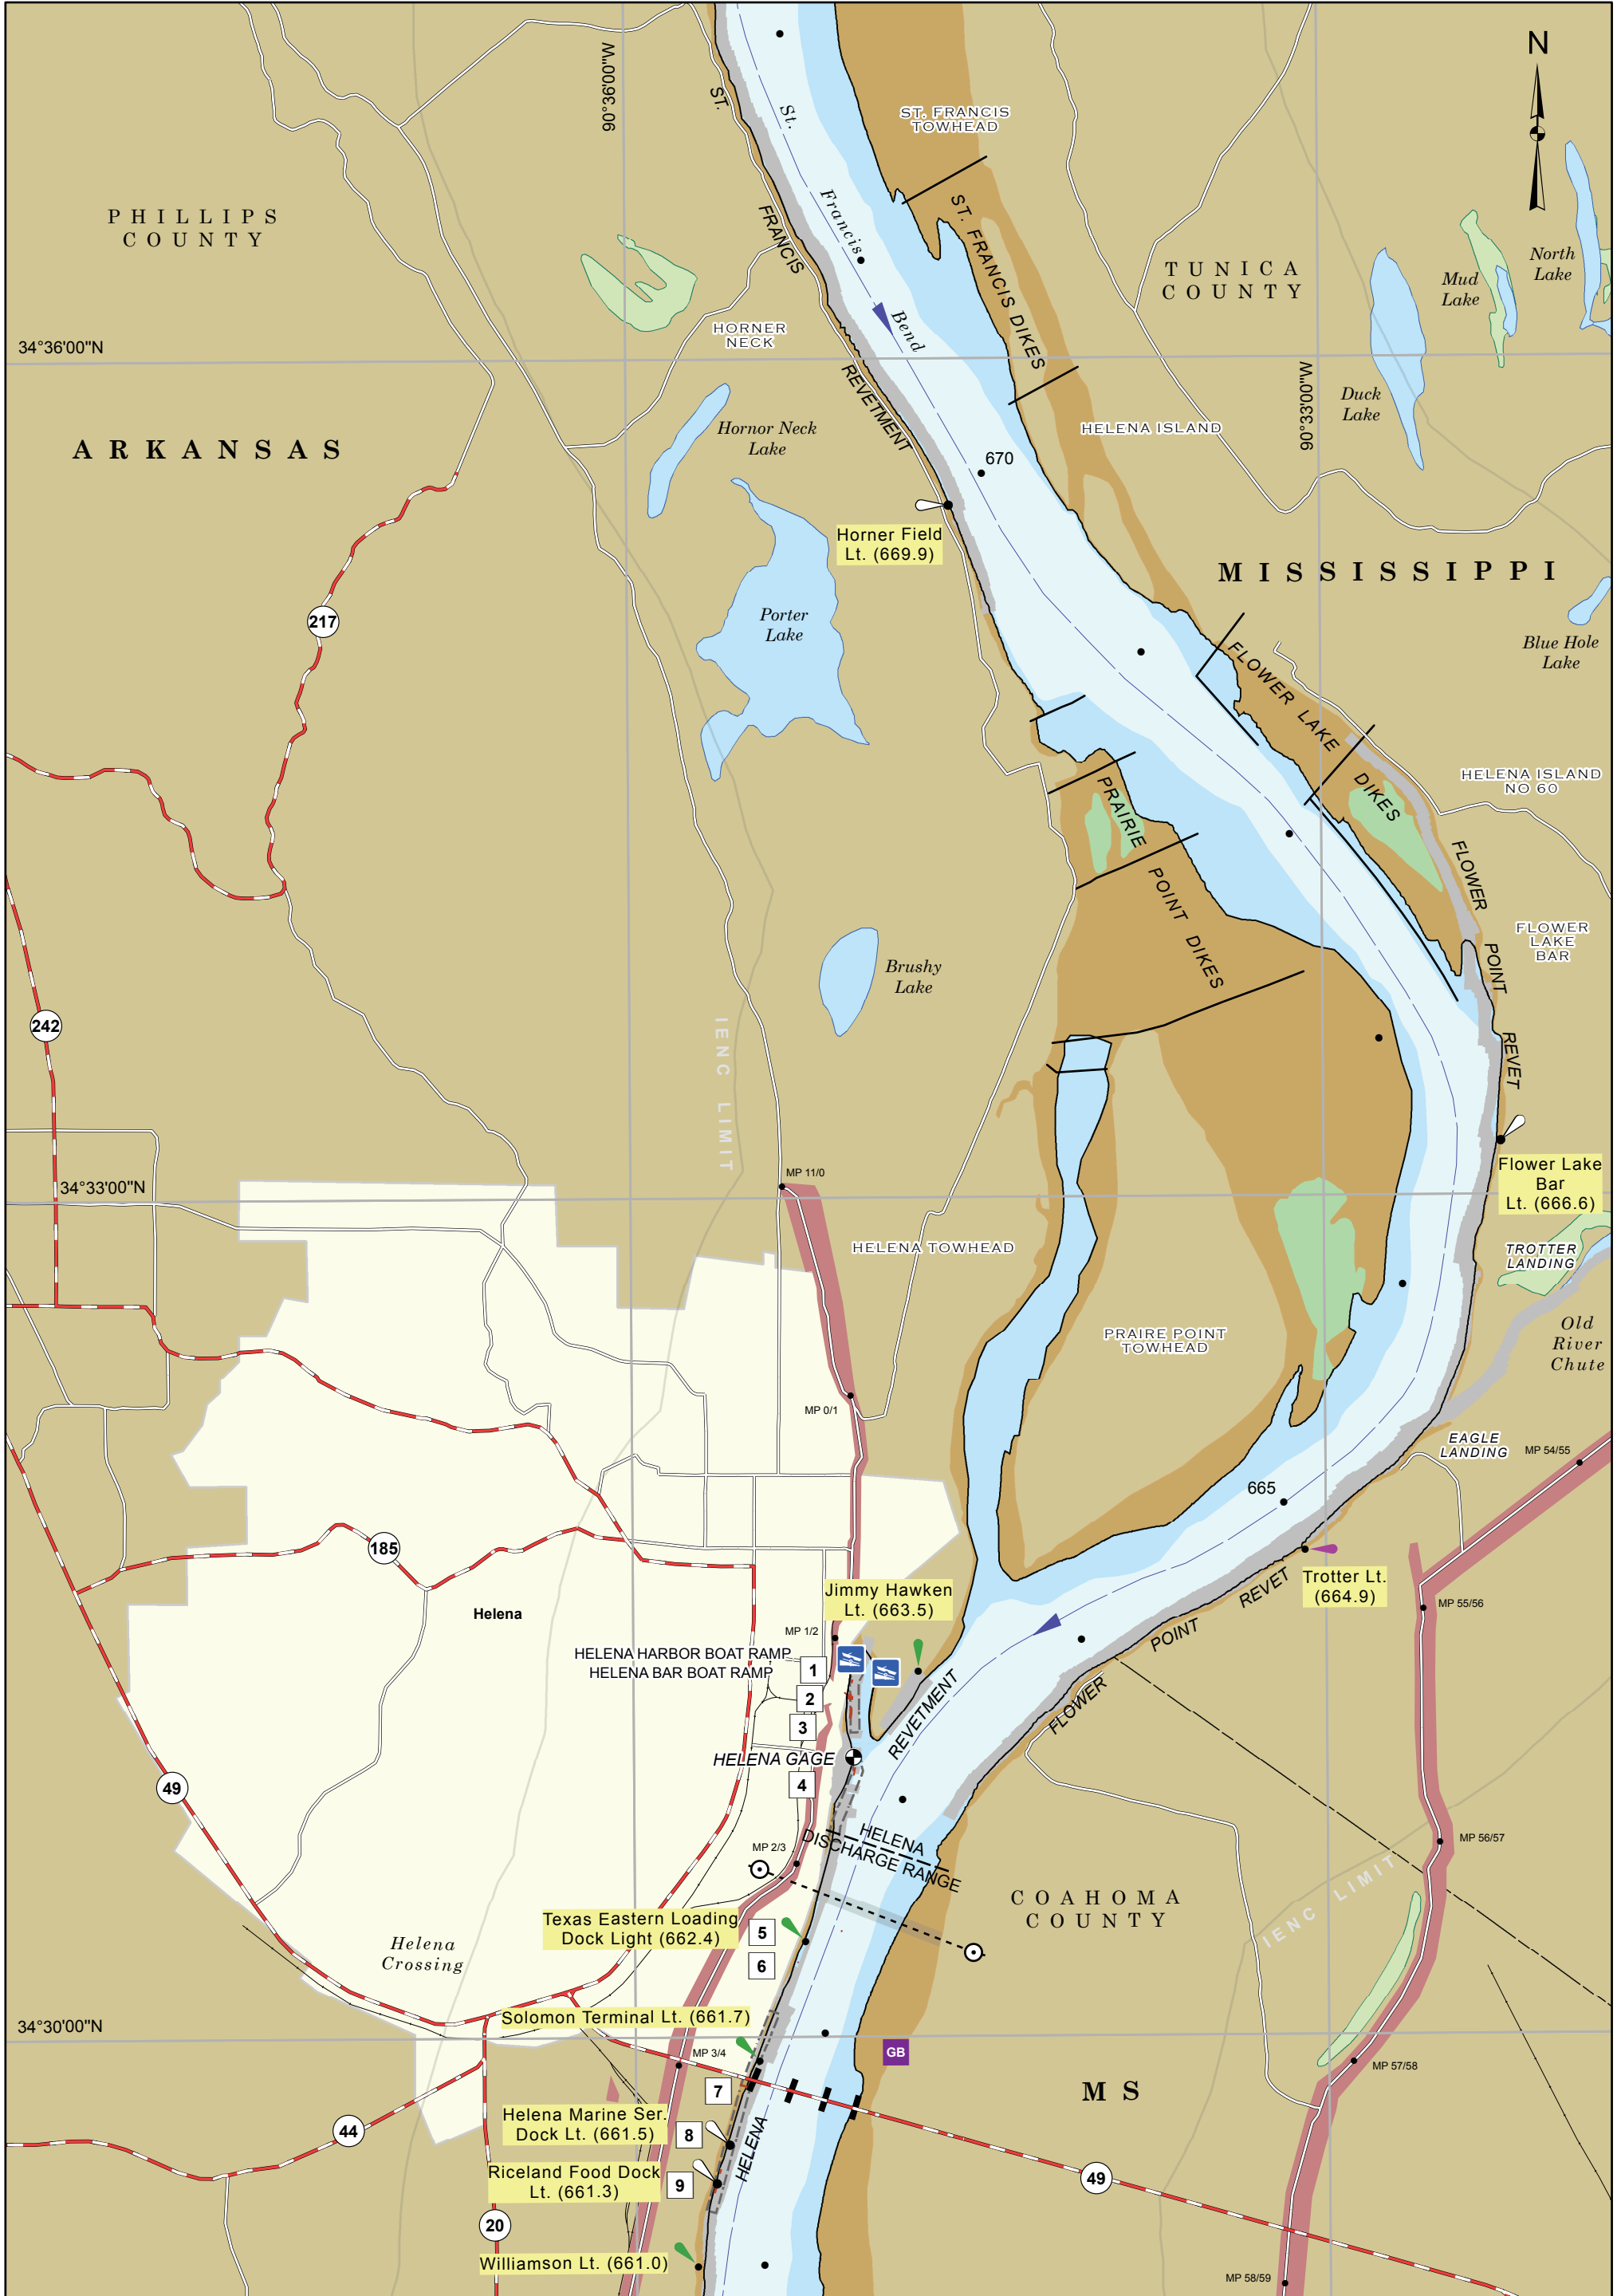 N
90°36'00"W
ST.
FRANCIS
REVETMENT
St.
Francis
Bend
ST. FRANCIS
TOWHEAD
ST. FRANCIS DIKES
PHILLIPS
COUNTY
TUNICA
COUNTY
Mud
Lake
North
Lake
HORNER
NECK
34°36'00"N
90°33'0.00"W
Duck
Lake
ARKANSAS
Hornor Neck
Lake
HELENA ISLAND
670
Horner Field
Lt. (669.9)
MISSISSIPPI
217
Porter
Lake
Blue Hole
Lake
FLOWER LAKE
DIKES
HELENA ISLAND
NO 60
PRAIRIE
POINT DIKES
FLOWER
POINT
REVET
FLOWER
LAKE
BAR
Brushy
Lake
242
IENC LIMIT
MP 11/0
34°33'00"N
Flower Lake
Bar
Lt. (666.6)
HELENA TOWHEAD
TROTTER
LANDING
PRAIRE POINT
TOWHEAD
Old
River
Chute
MP 0/1
EAGLE
LANDING
MP 54/55
665
185
Trotter Lt.
(664.9)
REVET
POINT
FLOWER
MP 55/56
Jimmy Hawken
Lt. (663.5)
Helena
MP 1/2
HELENA HARBOR BOAT RAMP
HELENA BAR BOAT RAMP
1
2
3
REVETMENT
HELENA GAGE
4
49
HELENA
DISCHARGE RANGE
MP 2/3
MP 56/57
IENC LIMIT
COAHOMA
COUNTY
Texas Eastern Loading
Dock Light (662.4)
5
6
Helena
Crossing
Solomon Terminal Lt. (661.7)
34°30'00"N
MP 3/4
GB
MP 57/58
7
MS
Helena Marine Ser.
Dock Lt. (661.5)
8
HELENA
44
Riceland Food Dock
Lt. (661.3)
9
49
20
Williamson Lt. (661.0)
MP 58/59